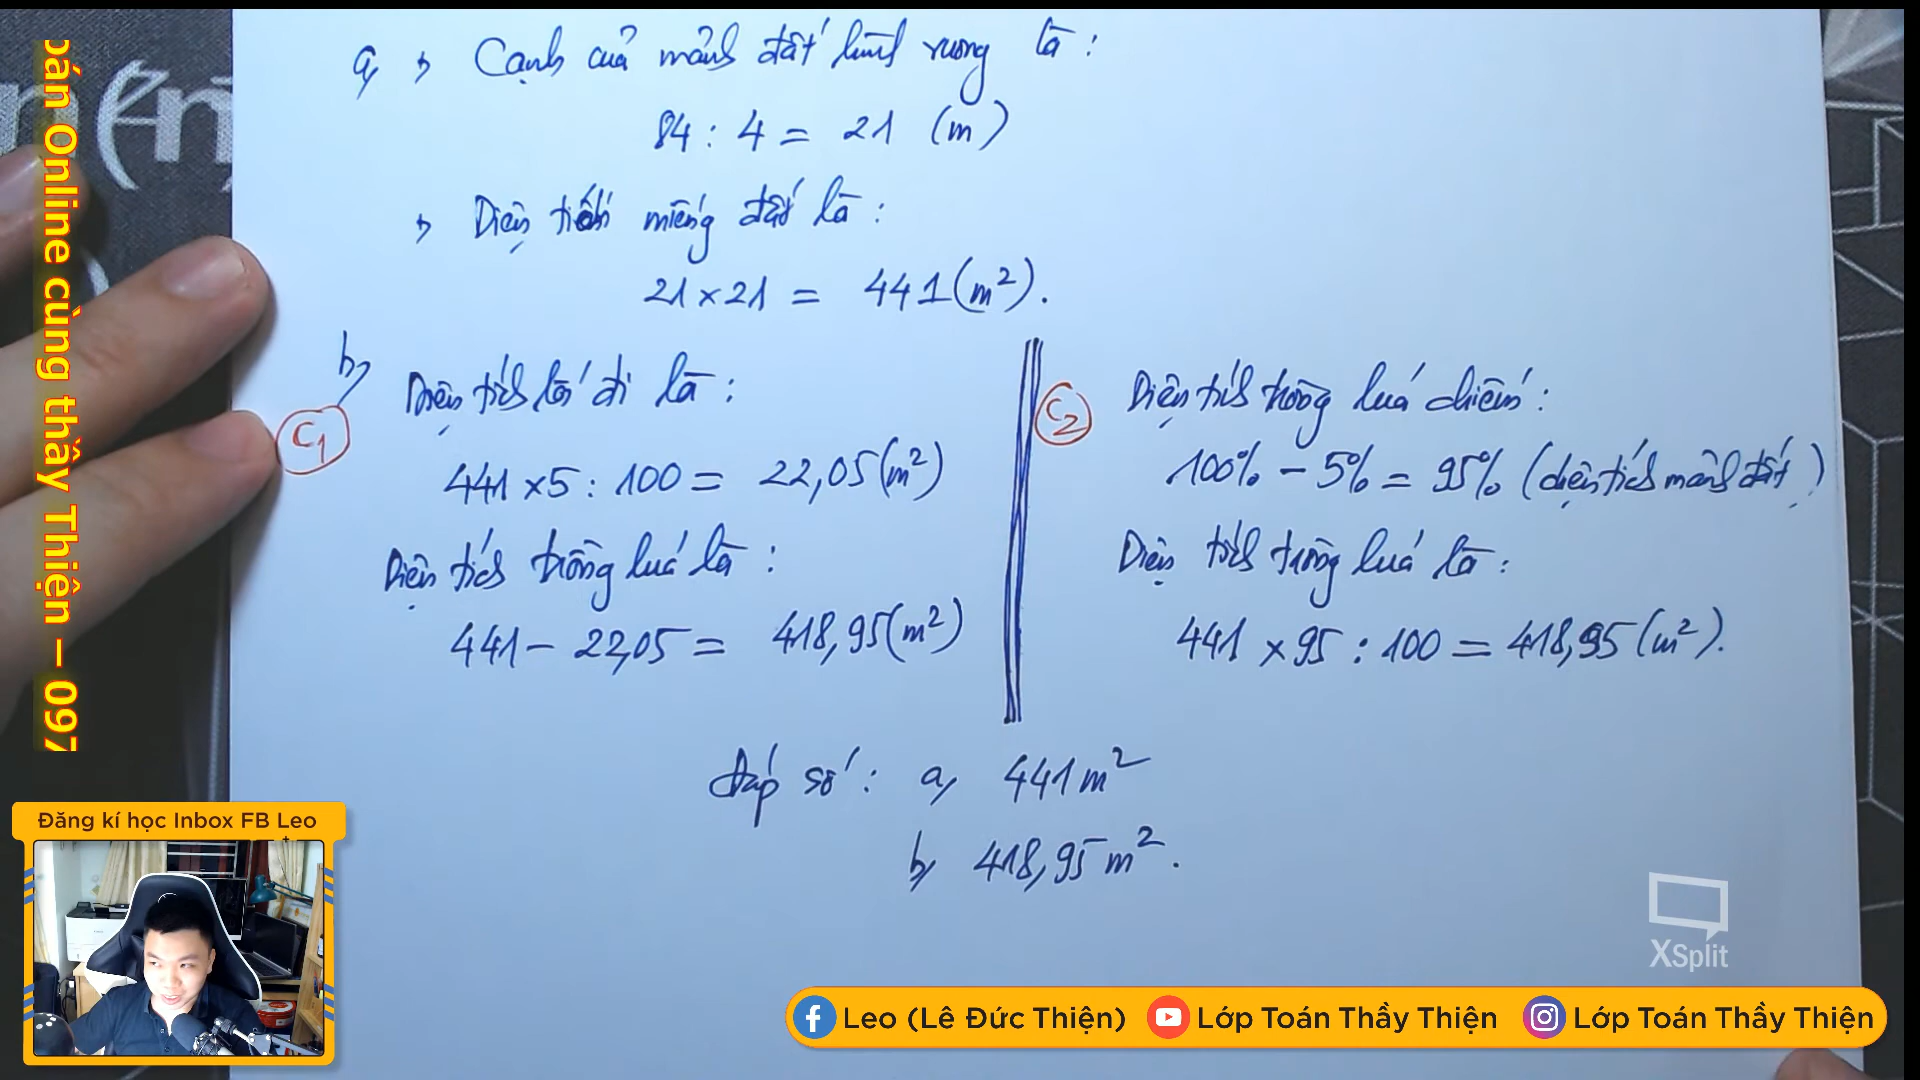 a, » Cạnh của mảnh đất hình vuông là:
84 : 4 = 21 (m)
» Diện tích miếng đất là:
21 × 21 = 441 (m²).
b,
C1
Diện tích lối đi là:
441 × 5 : 100 = 22,05 (m²)
Diện tích trồng lúa là:
441 – 22,05 = 418,95 (m²)
C2
Diện tích trồng lúa chiếm:
100% – 5% = 95% (diện tích mảnh đất)
Diện tích trồng lúa là:
441 × 95 : 100 = 418,95 (m²).
Đáp số: a, 441 m²
b, 418,95 m².
oán Online cùng thầy Thiện – 097
Đăng kí học Inbox FB Leo
XSplit
Leo (Lê Đức Thiện)
Lớp Toán Thầy Thiện
Lớp Toán Thầy Thiện